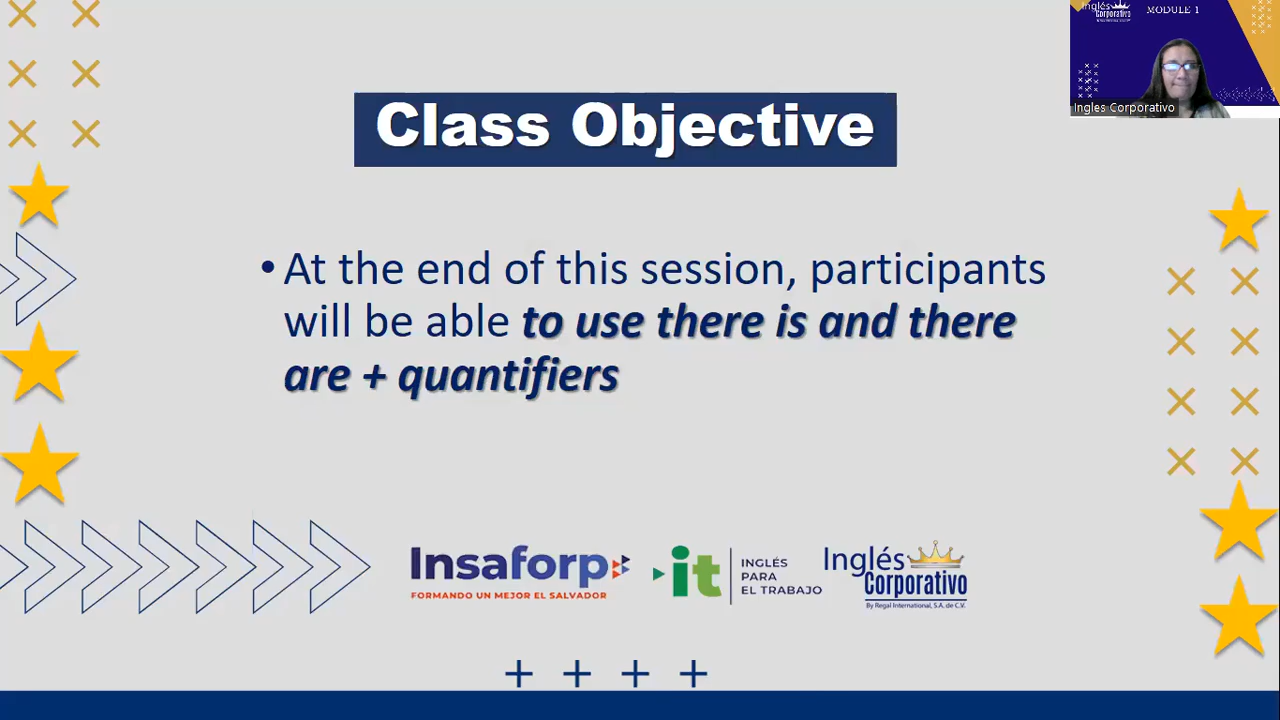 Inglés
Corporativo
MODULE 1
Ingles Corporativo
Class Objective
•At the end of this session, participants
will be able to use there is and there
are + quantifiers
Insaforp
FORMANDO UN MEJOR EL SALVADOR
it
INGLÉS
PARA
EL TRABAJO
Inglés
Corporativo
By Regal International, S.A. de C.V.